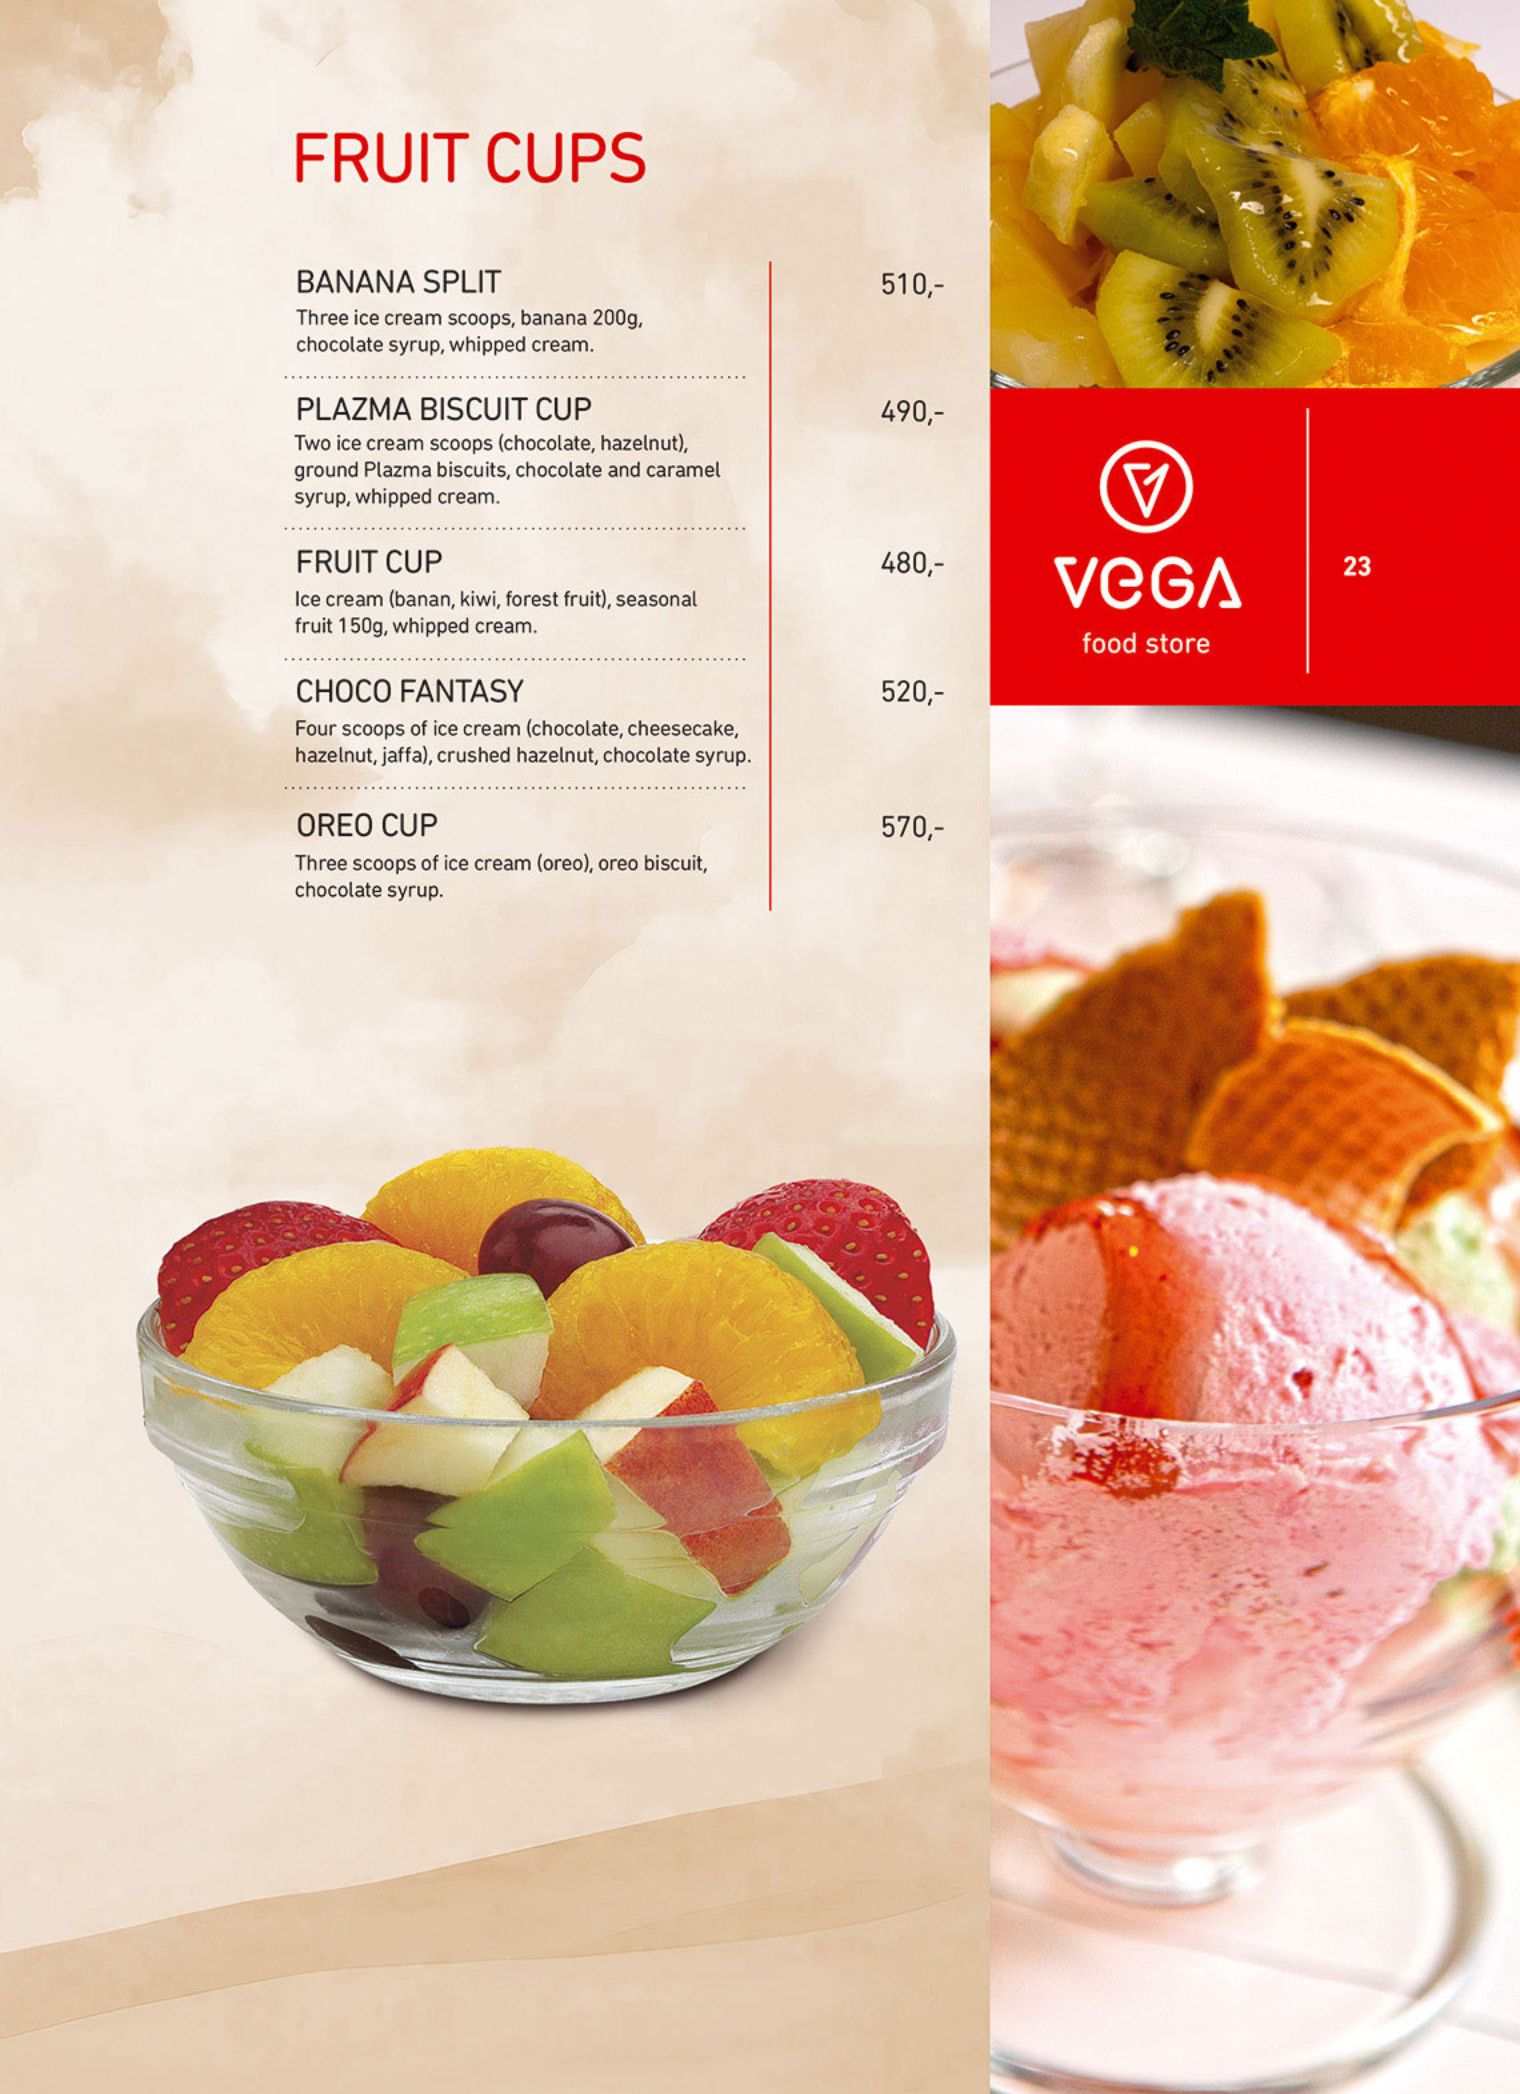 FRUIT CUPS
BANANA SPLIT 510,-
Three ice cream scoops, banana 200g,
chocolate syrup, whipped cream.
PLAZMA BISCUIT CUP 490,-
Two ice cream scoops (chocolate, hazelnut),
ground Plazma biscuits, chocolate and caramel
syrup, whipped cream.
FRUIT CUP 480,-
Ice cream (banan, kiwi, forest fruit), seasonal
fruit 150g, whipped cream.
CHOCO FANTASY 520,-
Four scoops of ice cream (chocolate, cheesecake,
hazelnut, jaffa), crushed hazelnut, chocolate syrup.
OREO CUP 570,-
Three scoops of ice cream (oreo), oreo biscuit,
chocolate syrup.
VEGA
food store
23